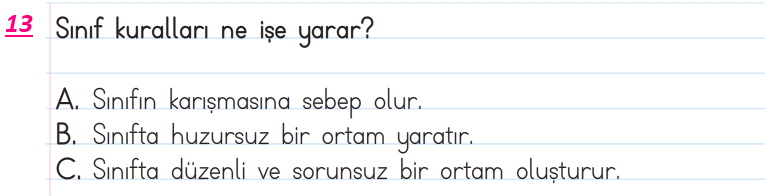 13 Sınıf kuralları ne işe yarar?
A. Sınıfın karışmasına sebep olur.
B. Sınıfta huzursuz bir ortam yaratır.
C. Sınıfta düzenli ve sorunsuz bir ortam oluşturur.